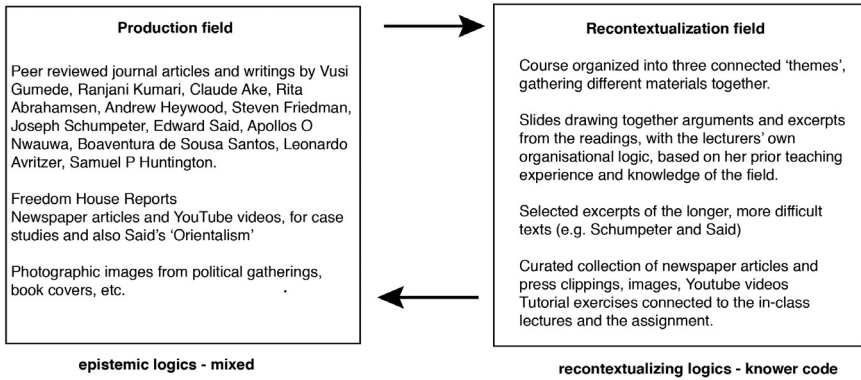 Production field
Peer reviewed journal articles and writings by Vusi
Gumede, Ranjani Kumari, Claude Ake, Rita
Abrahamsen, Andrew Heywood, Steven Friedman,
Joseph Schumpeter, Edward Said, Apollos O
Nwauwa, Boaventura de Sousa Santos, Leonardo
Avritzer, Samuel P Huntington.
Freedom House Reports
Newspaper articles and YouTube videos, for case
studies and also Said's 'Orientalism'
Photographic images from political gatherings,
book covers, etc.
epistemic logics - mixed
Recontextualization field
Course organized into three connected 'themes',
gathering different materials together.
Slides drawing together arguments and excerpts
from the readings, with the lecturers' own
organisational logic, based on her prior teaching
experience and knowledge of the field.
Selected excerpts of the longer, more difficult
texts (e.g. Schumpeter and Said)
Curated collection of newspaper articles and
press clippings, images, Youtube videos
Tutorial exercises connected to the in-class
lectures and the assignment.
recontextualizing logics - knower code